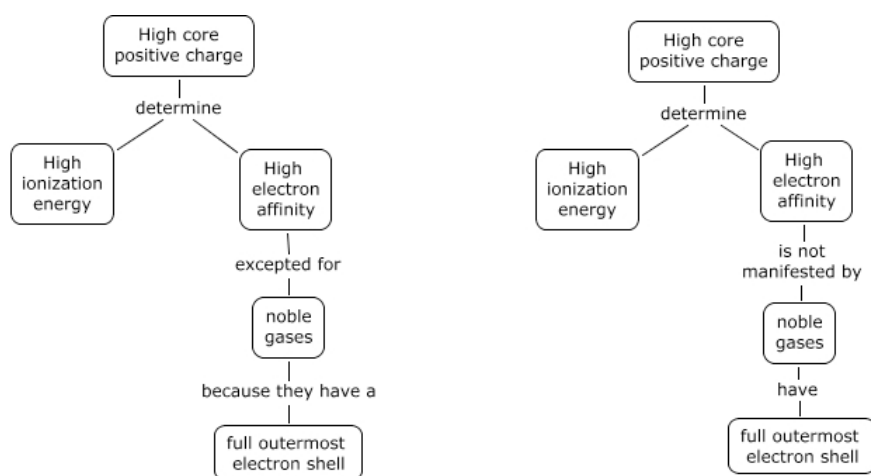 High core
positive charge
determine
High
ionization
energy
High
electron
affinity
excepted for
noble
gases
because they have a
full outermost
electron shell
High core
positive charge
determine
High
ionization
energy
High
electron
affinity
is not
manifested by
noble
gases
have
full outermost
electron shell